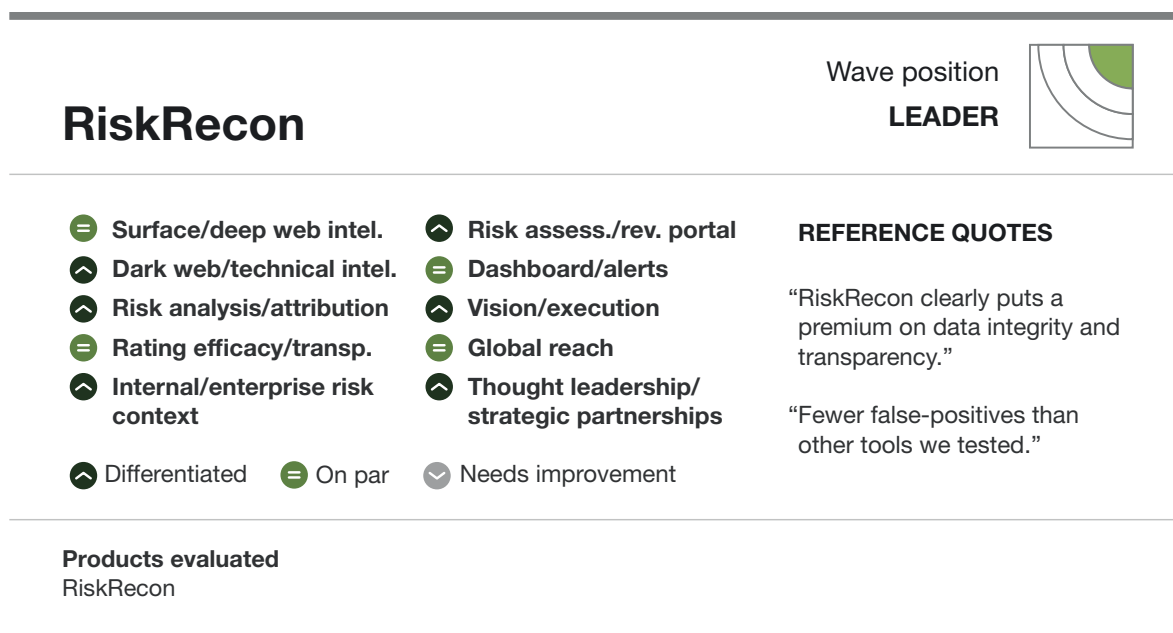 Wave position
LEADER
RiskRecon
Surface/deep web intel.
Dark web/technical intel.
Risk analysis/attribution
Rating efficacy/transp.
Internal/enterprise risk
context
Risk assess./rev. portal
Dashboard/alerts
Vision/execution
Global reach
Thought leadership/
strategic partnerships
Differentiated
On par
Needs improvement
REFERENCE QUOTES
“RiskRecon clearly puts a
premium on data integrity and
transparency.”
“Fewer false-positives than
other tools we tested.”
Products evaluated
RiskRecon